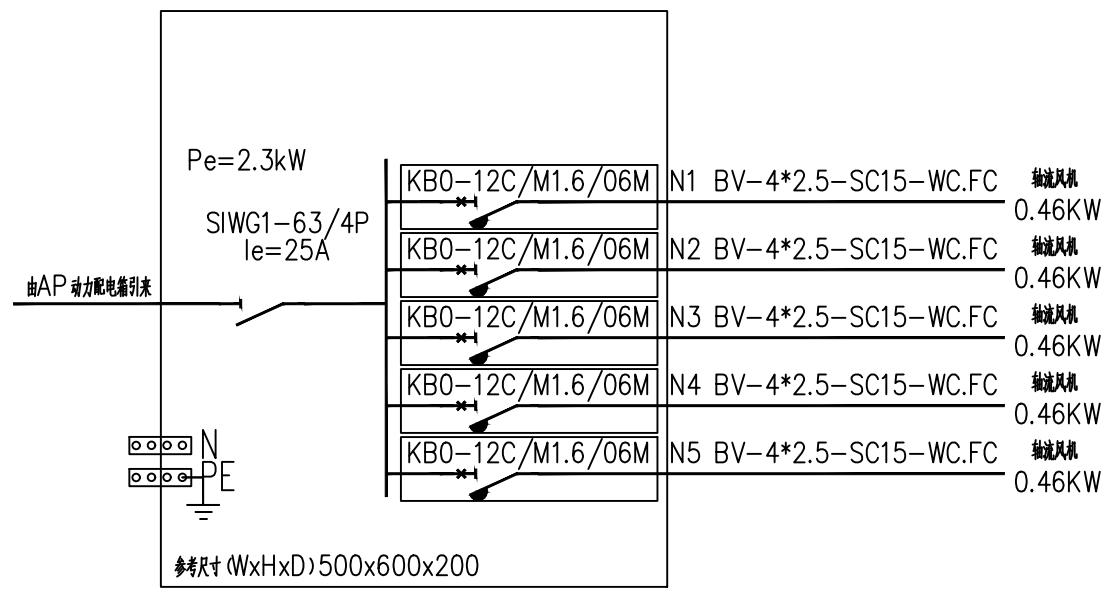 Pe=2.3kW
SIWG1-63/4P
Ie=25A
由AP动力配电箱引来
KB0-12C/M1.6/06M N1 BV-4*2.5-SC15-WC.FC 轴流风机
0.46KW
KB0-12C/M1.6/06M N2 BV-4*2.5-SC15-WC.FC 轴流风机
0.46KW
KB0-12C/M1.6/06M N3 BV-4*2.5-SC15-WC.FC 轴流风机
0.46KW
KB0-12C/M1.6/06M N4 BV-4*2.5-SC15-WC.FC 轴流风机
0.46KW
KB0-12C/M1.6/06M N5 BV-4*2.5-SC15-WC.FC 轴流风机
0.46KW
N
PE
参考尺寸(WxHxD)500x600x200